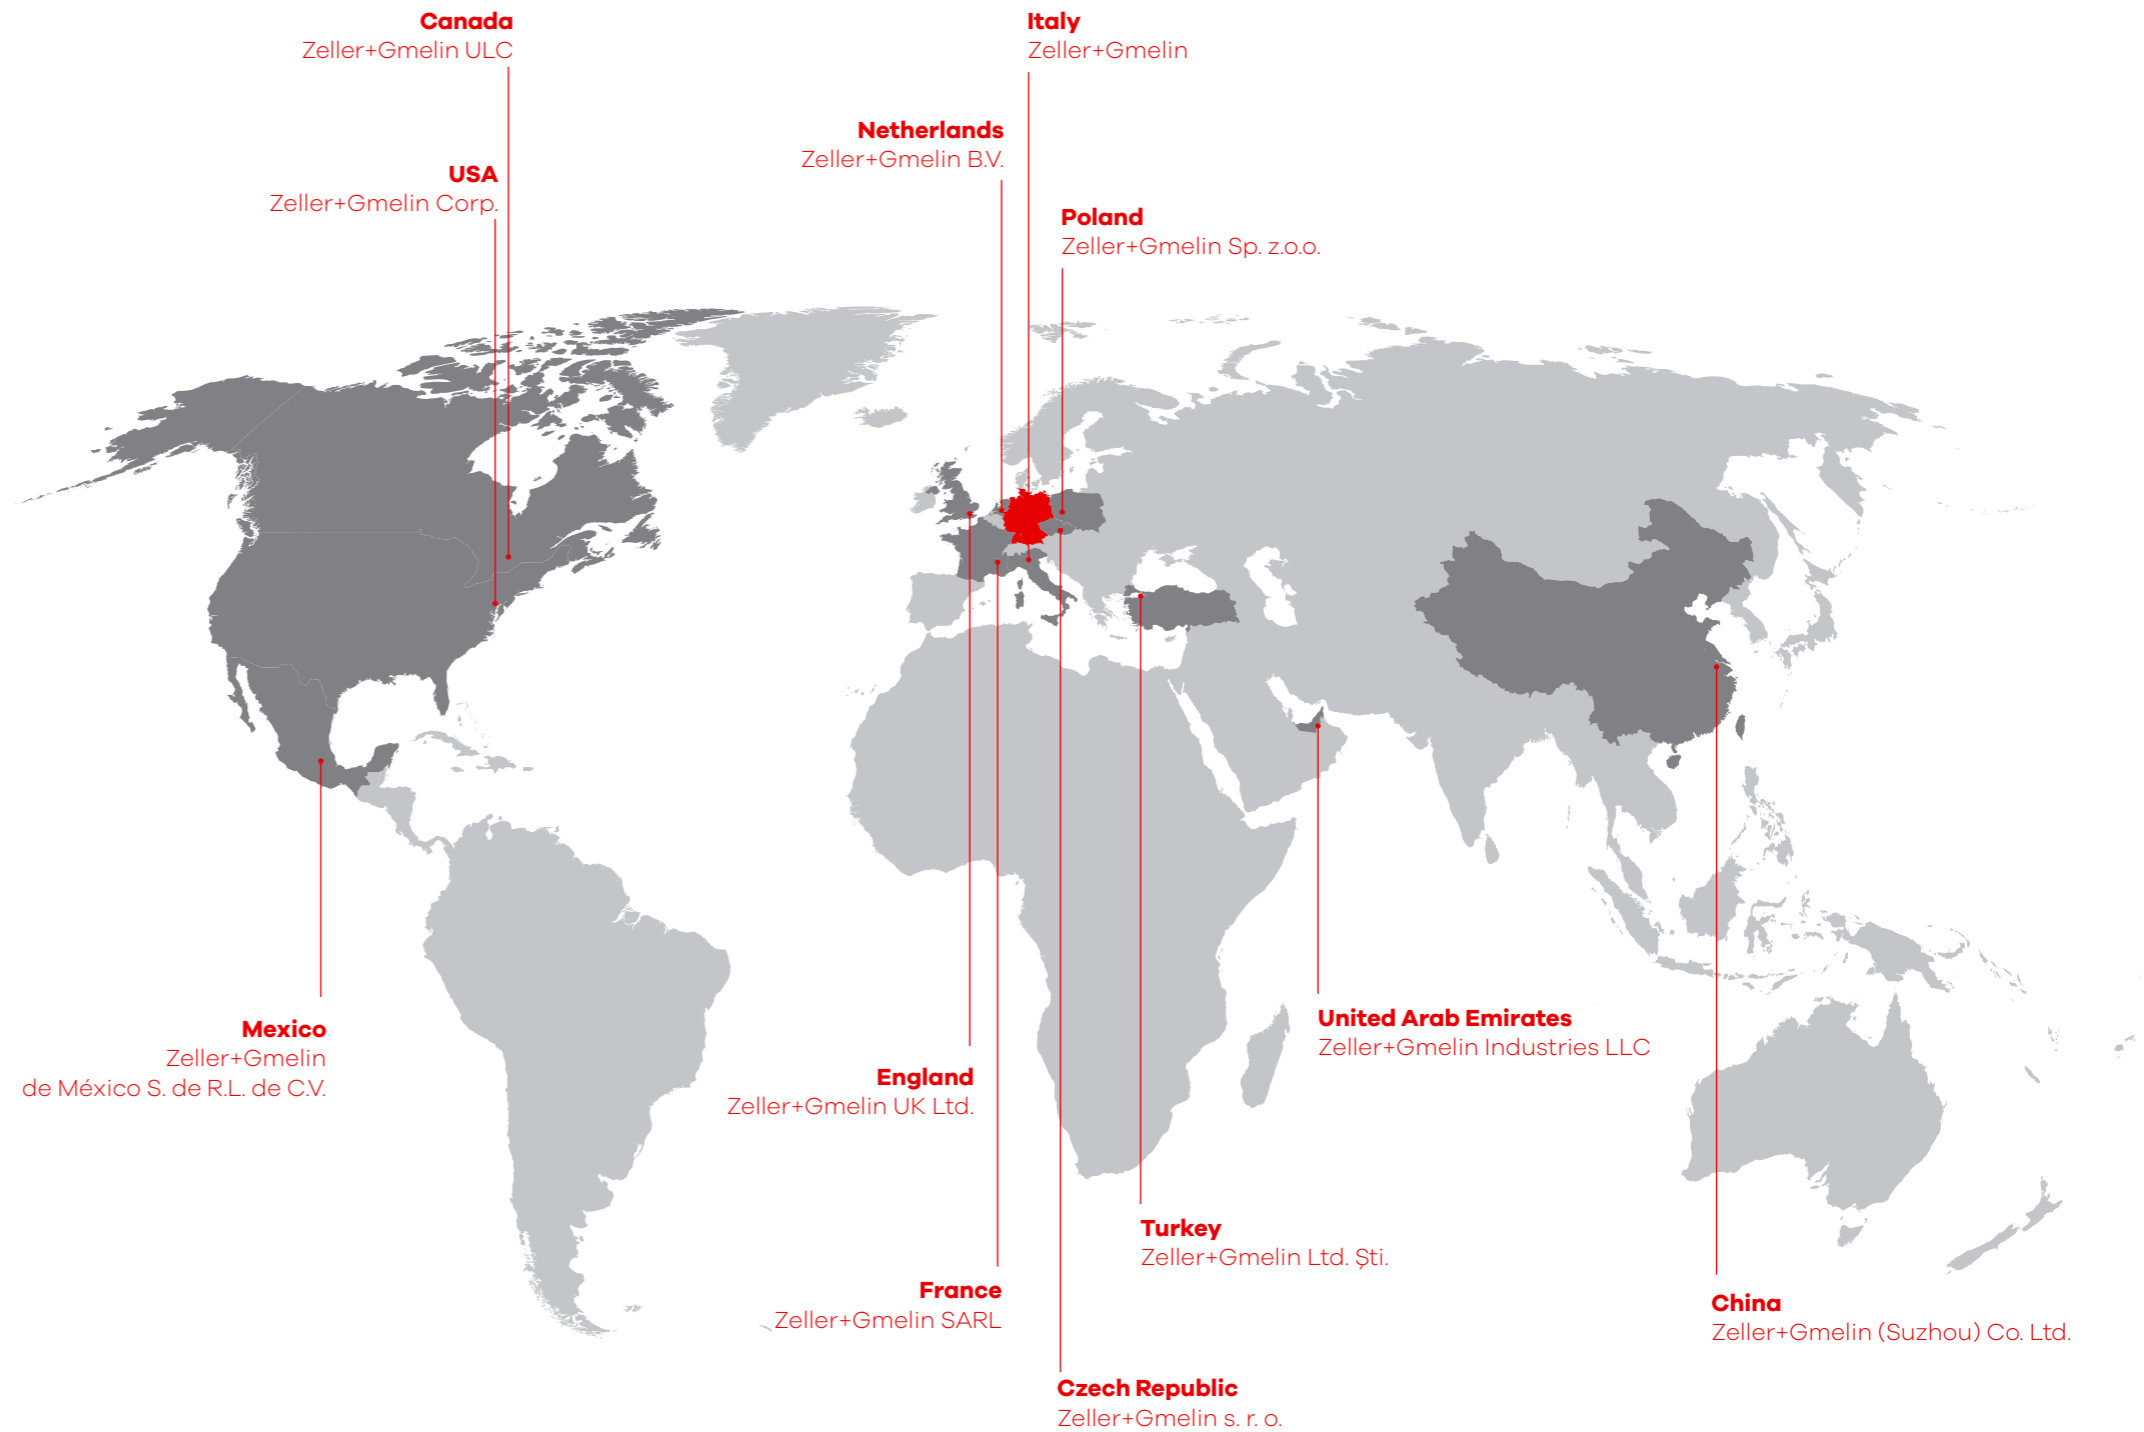 Canada
Zeller+Gmelin ULC
Italy
Zeller+Gmelin
Netherlands
Zeller+Gmelin B.V.
USA
Zeller+Gmelin Corp.
Poland
Zeller+Gmelin Sp. z.o.o.
Mexico
Zeller+Gmelin
de México S. de R.L. de C.V.
United Arab Emirates
Zeller+Gmelin Industries LLC
England
Zeller+Gmelin UK Ltd.
Turkey
Zeller+Gmelin Ltd. Şti.
France
Zeller+Gmelin SARL
China
Zeller+Gmelin (Suzhou) Co. Ltd.
Czech Republic
Zeller+Gmelin s. r. o.